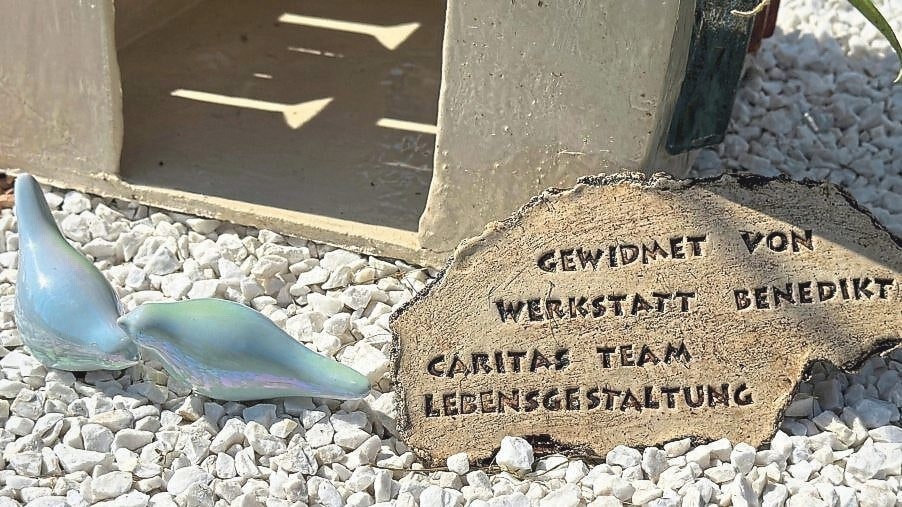 GEWIDMET VON
WERKSTATT BENEDIKT
CARITAS TEAM
LEBENSGESTALTUNG